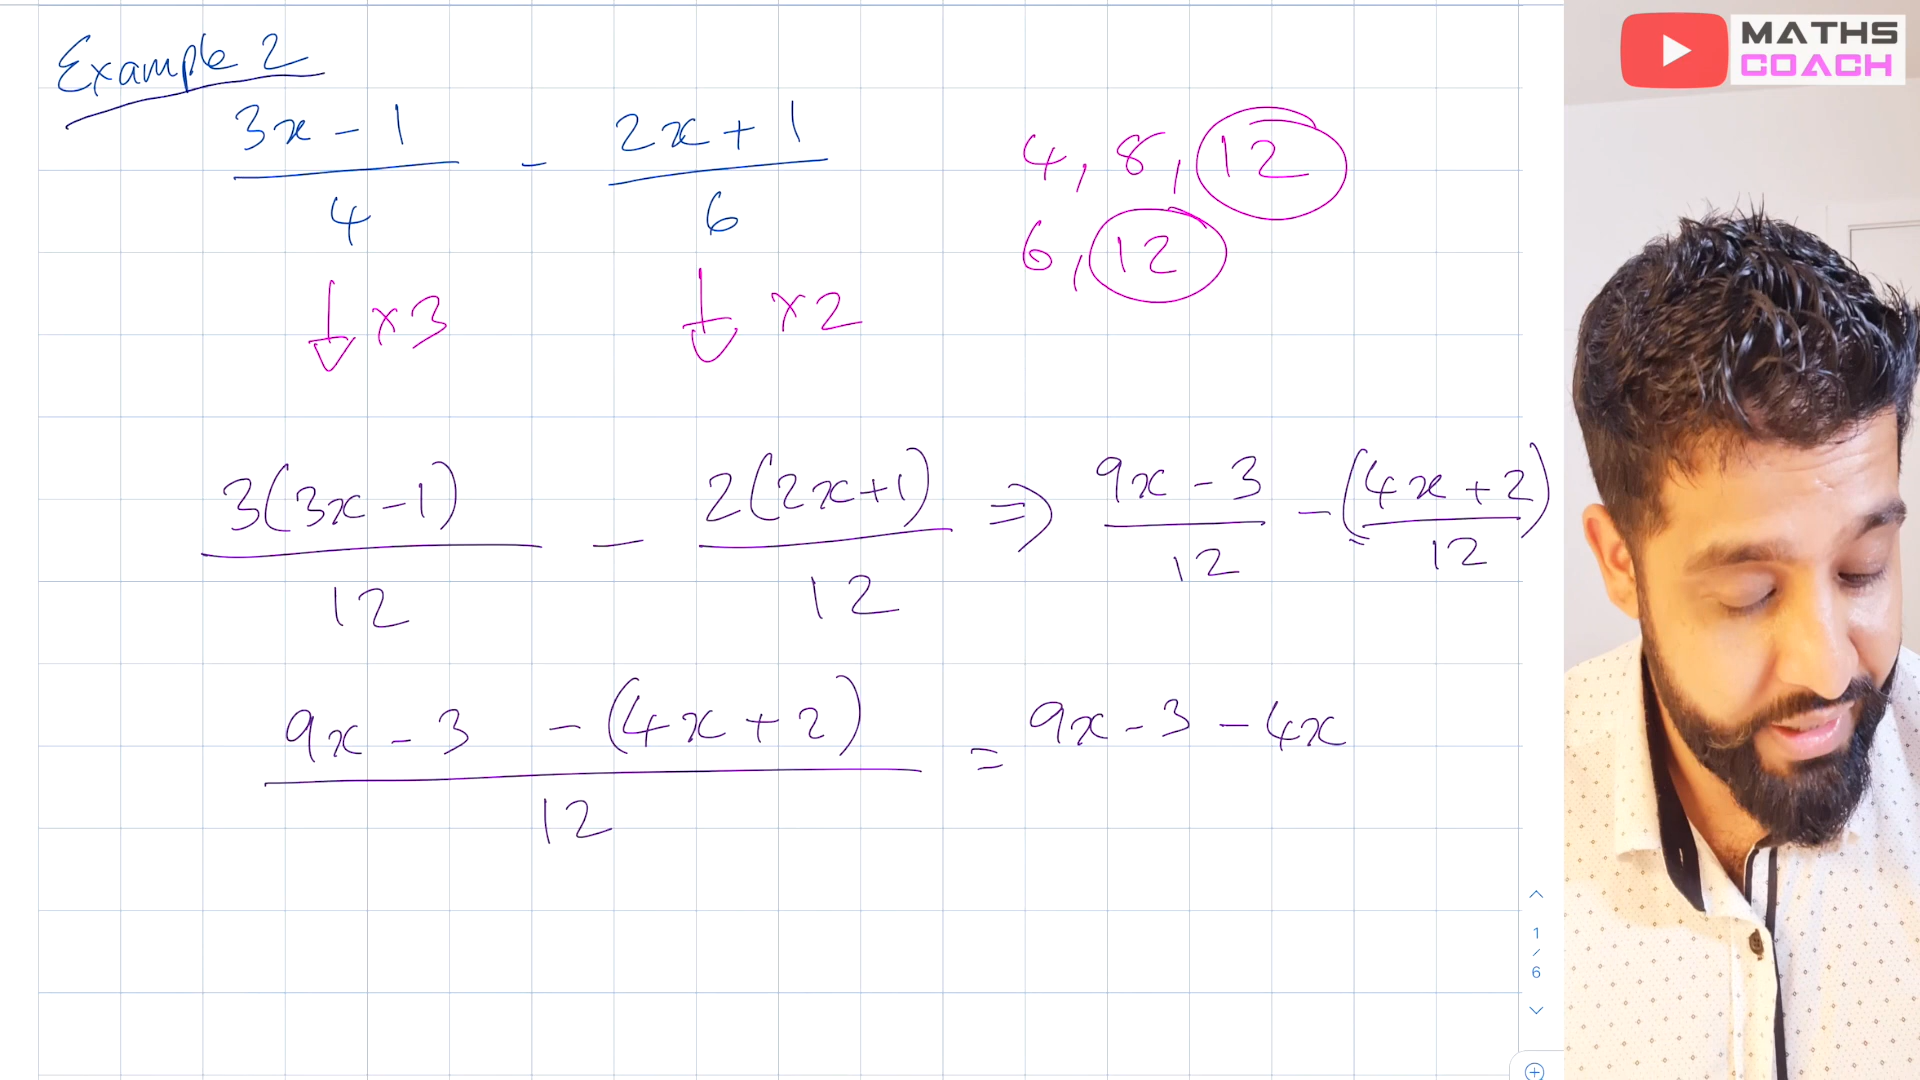 Example 2
3x - 1 / 4 - 2x + 1 / 6
4, 8, 12
6, 12
↓ ×3 ↓ ×2
3(3x - 1) / 12 - 2(2x + 1) / 12 ⇒ 9x - 3 / 12 - (4x + 2) / 12
9x - 3 - (4x + 2) / 12 = 9x - 3 - 4x
MATHS
COACH
1
/
6